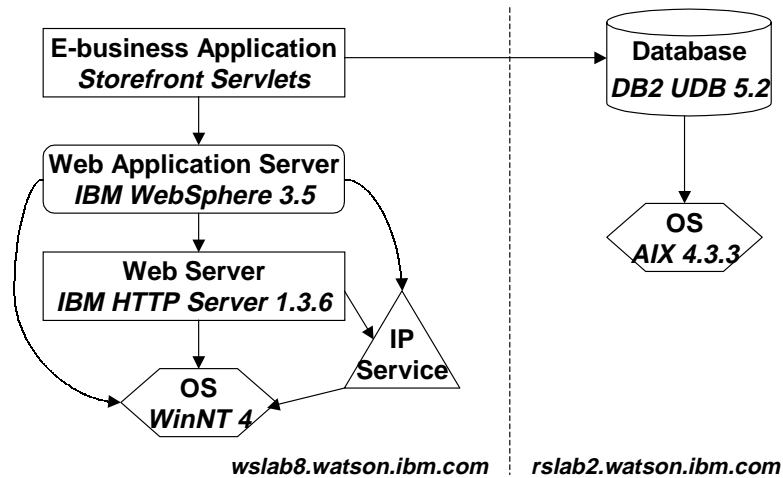 E-business Application
Storefront Servlets
Web Application Server
IBM WebSphere 3.5
Web Server
IBM HTTP Server 1.3.6
IP
Service
OS
WinNT 4
wslab8.watson.ibm.com
Database
DB2 UDB 5.2
OS
AIX 4.3.3
rslab2.watson.ibm.com